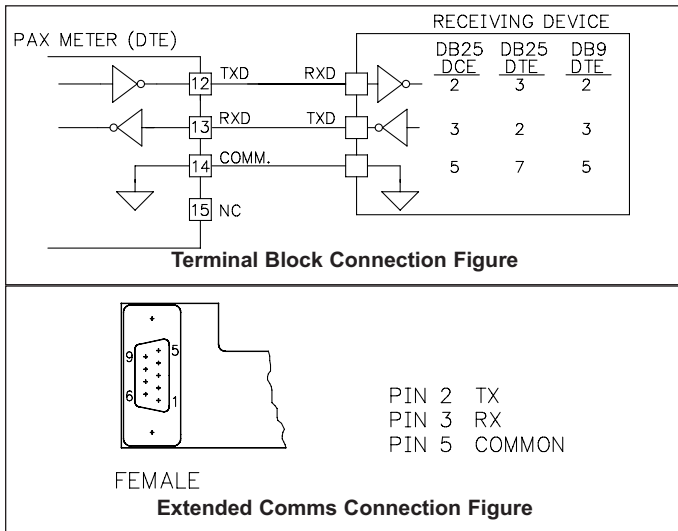 RECEIVING DEVICE
PAX METER (DTE)
DB25 DB25 DB9
DCE DTE DTE
12 TXD RXD 2 3 2
13 RXD TXD 3 2 3
14 COMM. 5 7 5
15 NC
Terminal Block Connection Figure
9 5
6 1
PIN 2 TX
PIN 3 RX
PIN 5 COMMON
FEMALE
Extended Comms Connection Figure